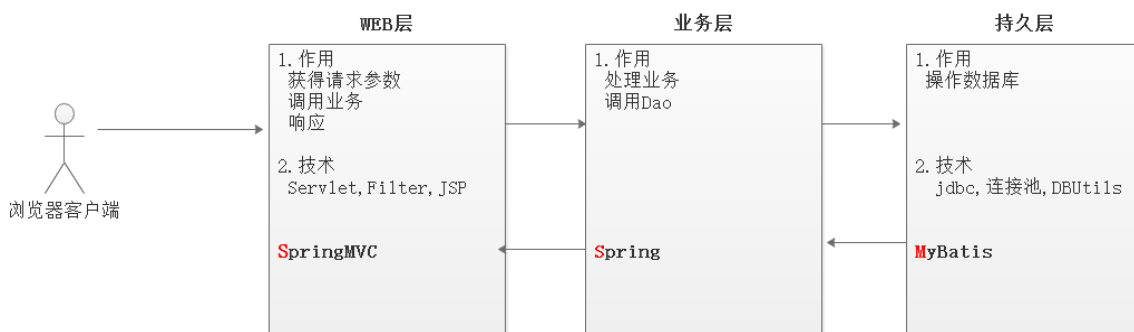 WEB层
业务层
持久层
浏览器客户端
1.作用
获得请求参数
调用业务
响应
2.技术
Servlet,Filter,JSP
SpringMVC
1.作用
处理业务
调用Dao
Spring
1.作用
操作数据库
2.技术
jdbc,连接池,DBUtils
MyBatis